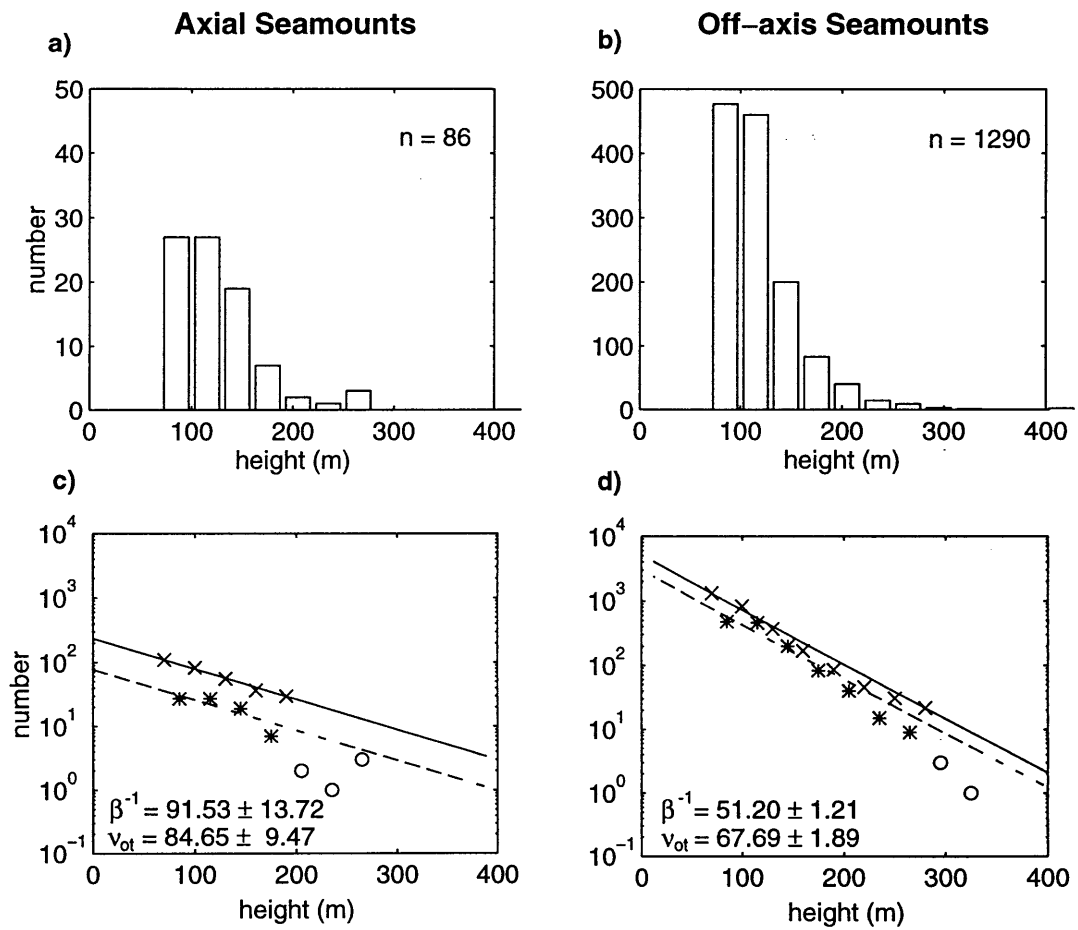 Axial Seamounts
Off–axis Seamounts
a)
b)
50
40
30
20
10
0
number
n = 86
0 100 200 300 400
height (m)
500
400
300
200
100
0
n = 1290
0 100 200 300 400
height (m)
c)
d)
10^4
10^3
10^2
10^1
10^0
10^−1
number
β^-1 = 91.53 ± 13.72
ν_ot = 84.65 ± 9.47
0 100 200 300 400
height (m)
10^4
10^3
10^2
10^1
10^0
10^−1
β^-1 = 51.20 ± 1.21
ν_ot = 67.69 ± 1.89
0 100 200 300 400
height (m)